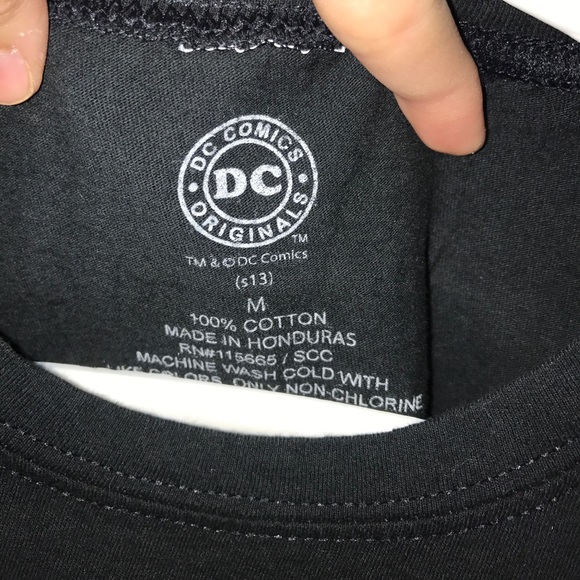 DC COMICS
DC
ORIGINALS
TM
TM & © DC Comics
(s13)
M
100% COTTON
MADE IN HONDURAS
RN#115665 / SCC
MACHINE WASH COLD WITH
LIKE COLORS, ONLY NON-CHLORINE